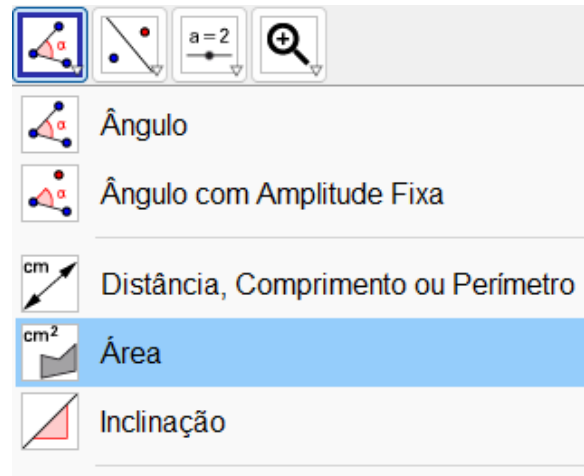 α
a = 2
α
Ângulo
α
Ângulo com Amplitude Fixa
cm
Distância, Comprimento ou Perímetro
cm²
Área
Inclinação